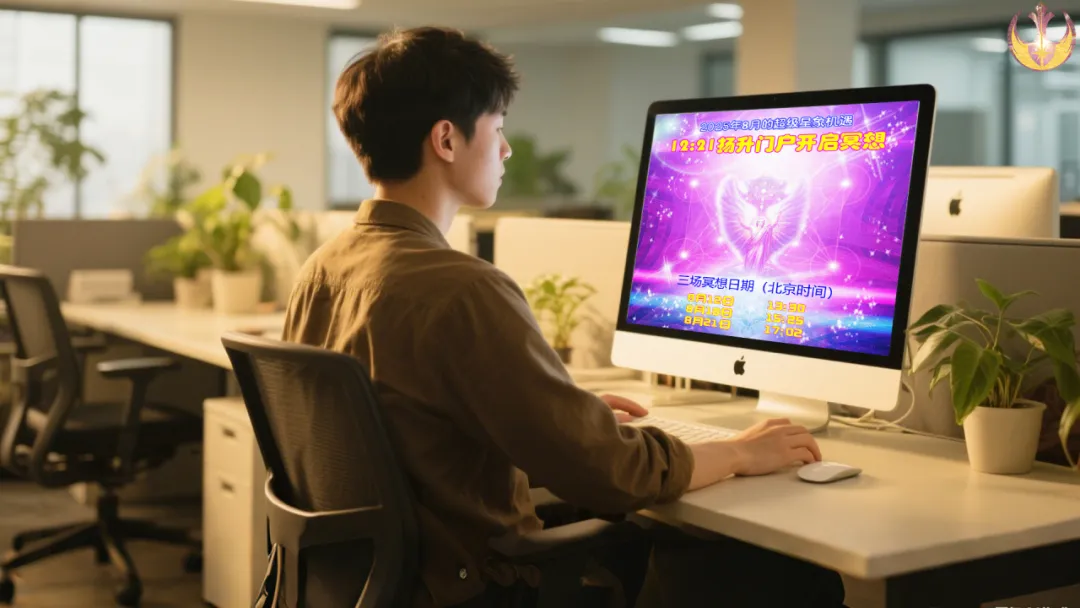 2025年8月的超级星象机遇
12:21扬升门户开启冥想
三场冥想日期（北京时间）
8月12日 13:30
8月21日 17:02